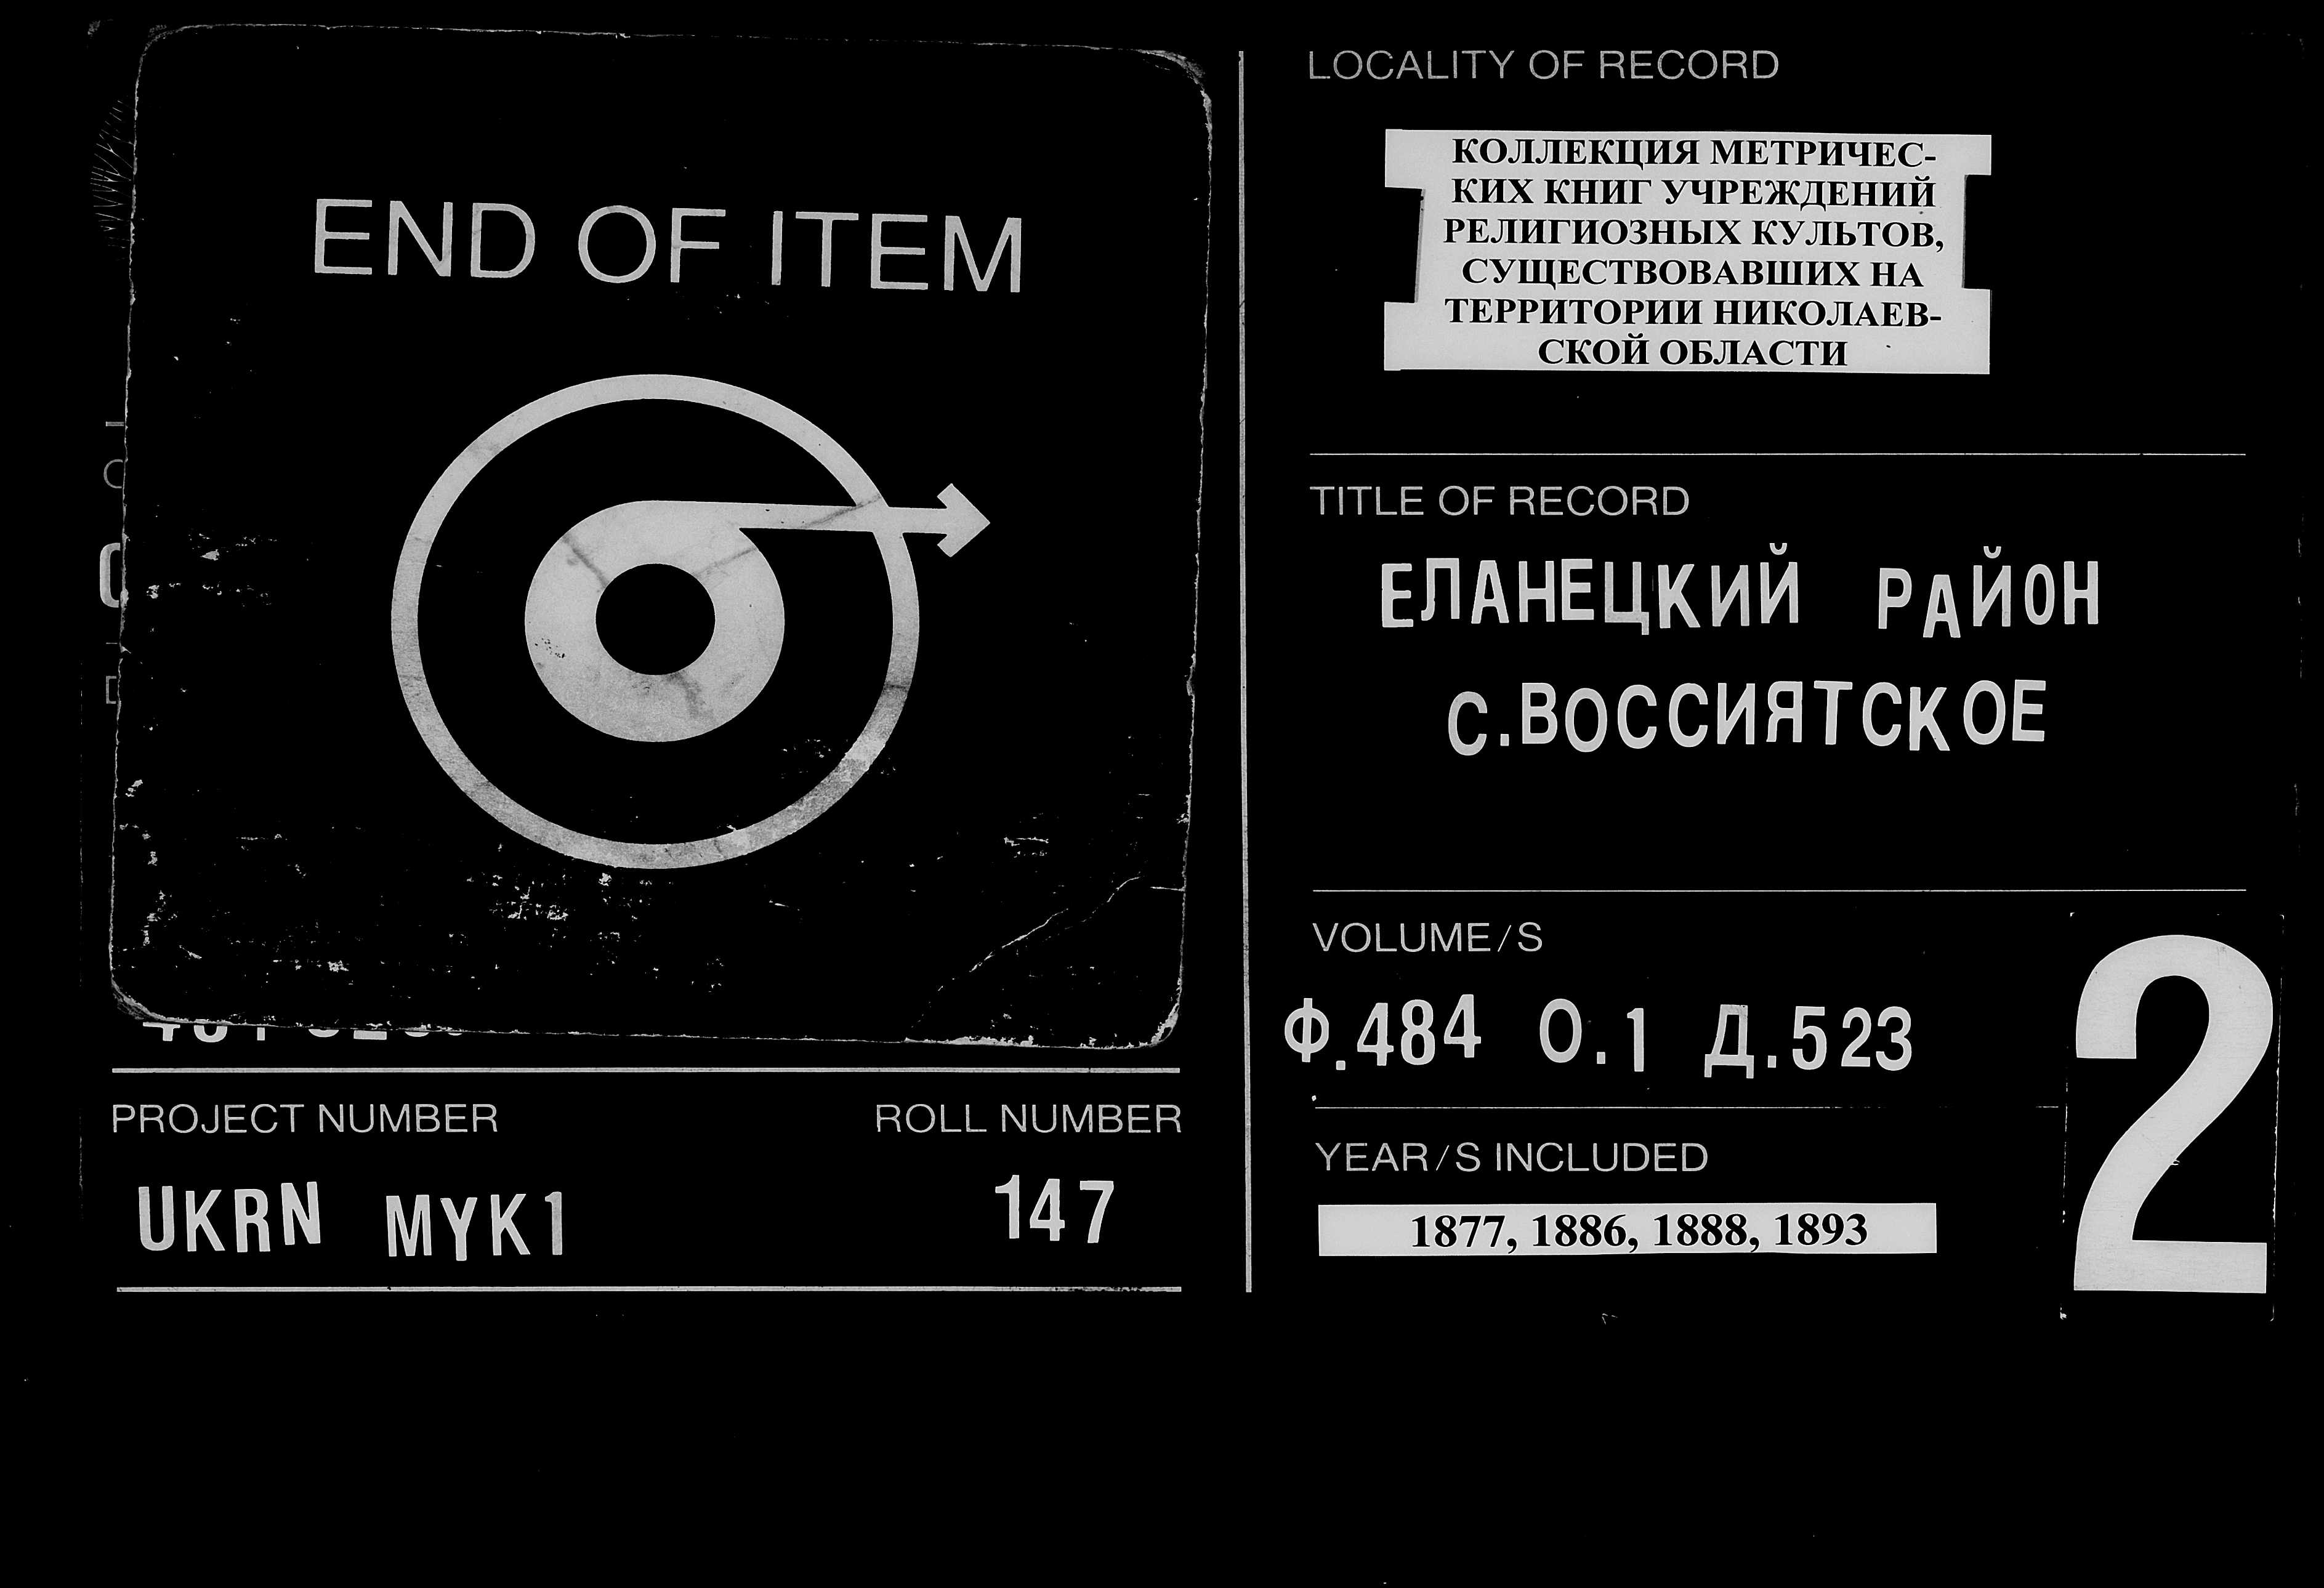 END OF ITEM
PROJECT NUMBER
ROLL NUMBER
UKRN MYK1
147
LOCALITY OF RECORD
КОЛЛЕКЦИЯ МЕТРИЧЕС-
КИХ КНИГ УЧРЕЖДЕНИЙ
РЕЛИГИОЗНЫХ КУЛЬТОВ,
СУЩЕСТВОВАВШИХ НА
ТЕРРИТОРИИ НИКОЛАЕВ-
СКОЙ ОБЛАСТИ
TITLE OF RECORD
ЕЛАНЕЦКИЙ РАЙОН
С.ВОССИЯТСКОЕ
VOLUME/S
Ф.484 О.1 Д.523
YEAR/S INCLUDED
1877, 1886, 1888, 1893
2